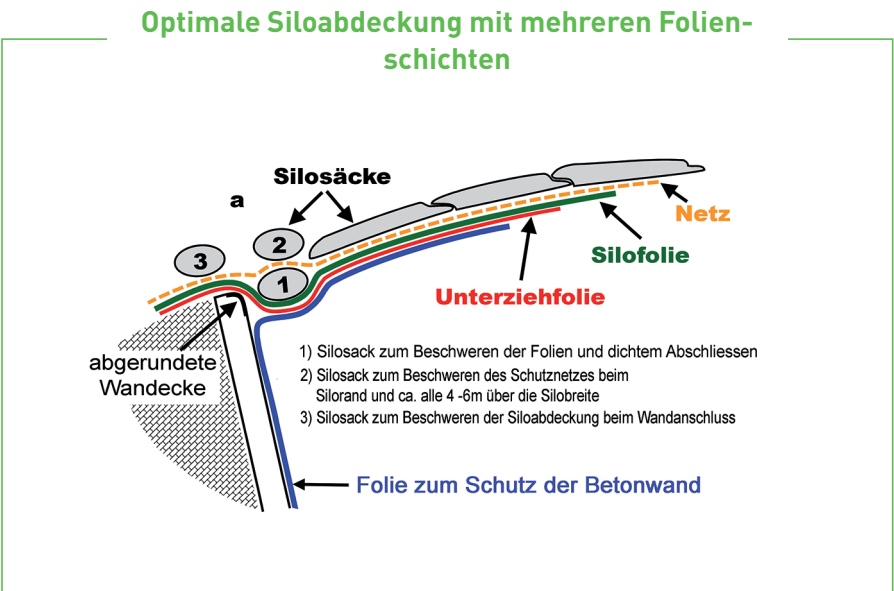 Optimale Siloabdeckung mit mehreren Folien-
schichten
a
Silosäcke
Netz
2
3
1
Silofolie
Unterziehfolie
abgerundete
Wandecke
1) Silosack zum Beschweren der Folien und dichtem Abschliessen
2) Silosack zum Beschweren des Schutznetzes beim
Silorand und ca. alle 4 -6m über die Silobreite
3) Silosack zum Beschweren der Siloabdeckung beim Wandanschluss
Folie zum Schutz der Betonwand